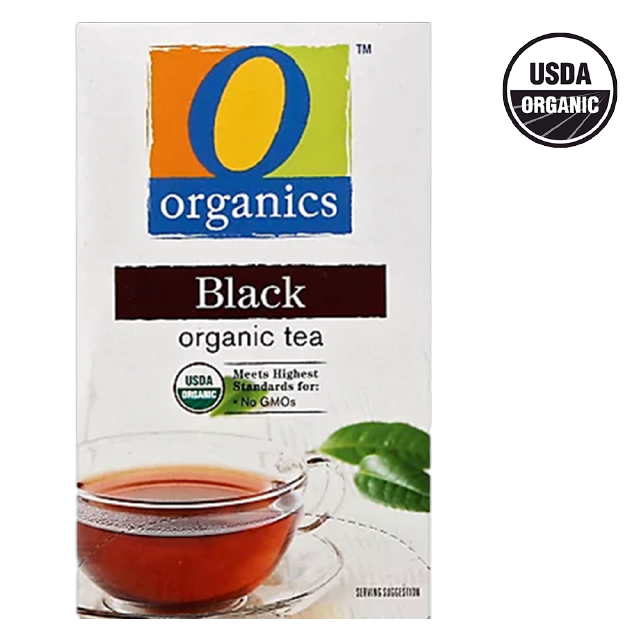 O
™
organics
Black
organic tea
USDA
ORGANIC
Meets Highest
Standards for:
• No GMOs
SERVING SUGGESTION
USDA
ORGANIC